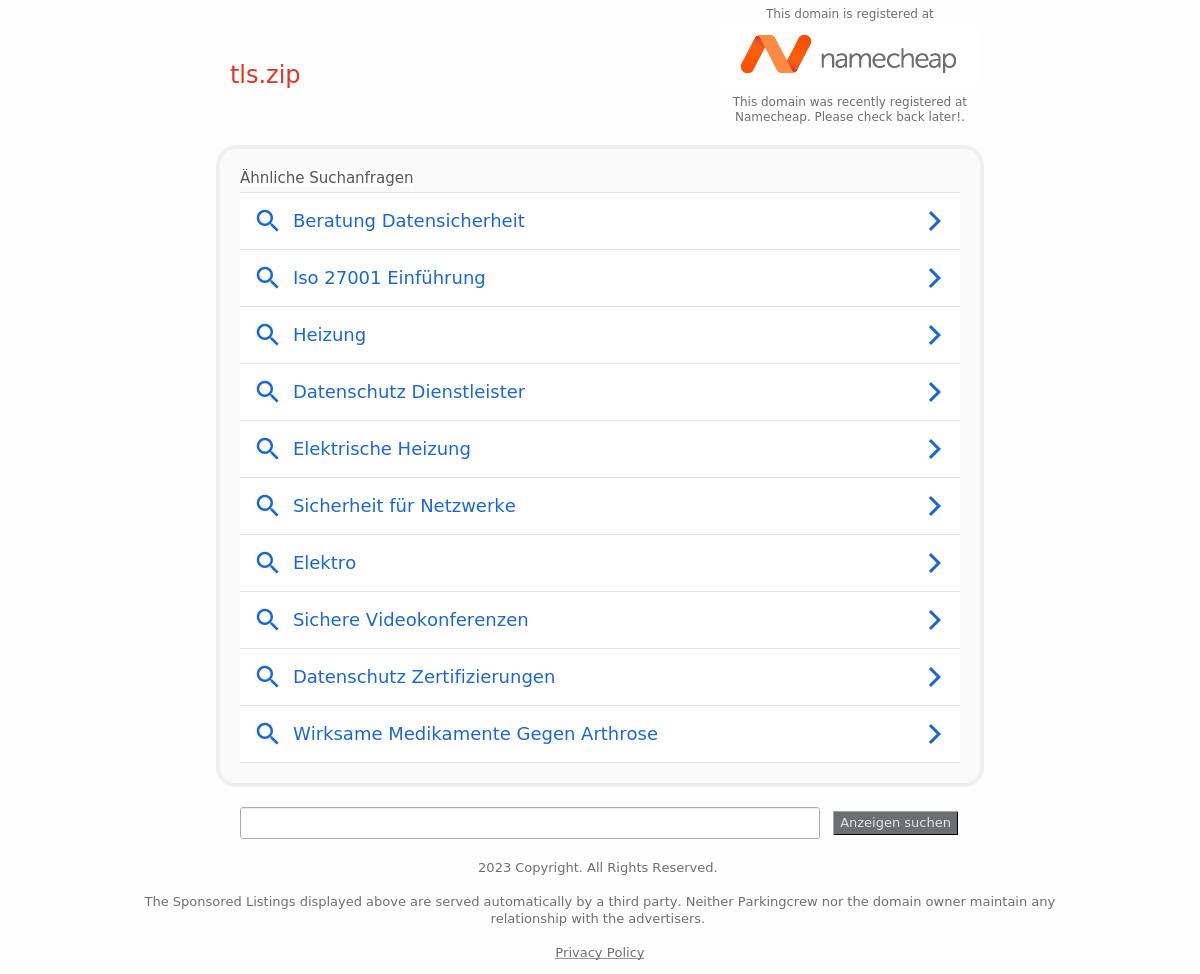 This domain is registered at
namecheap
tls.zip
This domain was recently registered at
Namecheap. Please check back later!.
Ähnliche Suchanfragen
Beratung Datensicherheit
Iso 27001 Einführung
Heizung
Datenschutz Dienstleister
Elektrische Heizung
Sicherheit für Netzwerke
Elektro
Sichere Videokonferenzen
Datenschutz Zertifizierungen
Wirksame Medikamente Gegen Arthrose
Anzeigen suchen
2023 Copyright. All Rights Reserved.
The Sponsored Listings displayed above are served automatically by a third party. Neither Parkingcrew nor the domain owner maintain any
relationship with the advertisers.
Privacy Policy